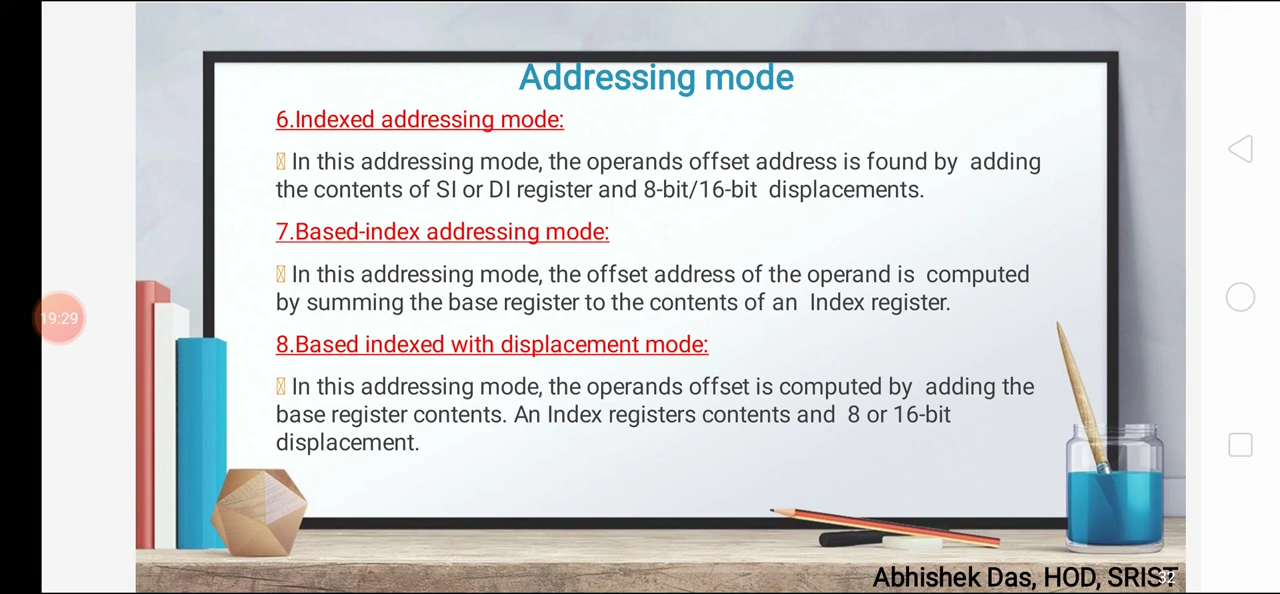 Addressing mode
6.Indexed addressing mode:
In this addressing mode, the operands offset address is found by adding
the contents of SI or DI register and 8-bit/16-bit displacements.
7.Based-index addressing mode:
In this addressing mode, the offset address of the operand is computed
by summing the base register to the contents of an Index register.
8.Based indexed with displacement mode:
In this addressing mode, the operands offset is computed by adding the
base register contents. An Index registers contents and 8 or 16-bit
displacement.
19:29
Abhishek Das, HOD, SRIST
32